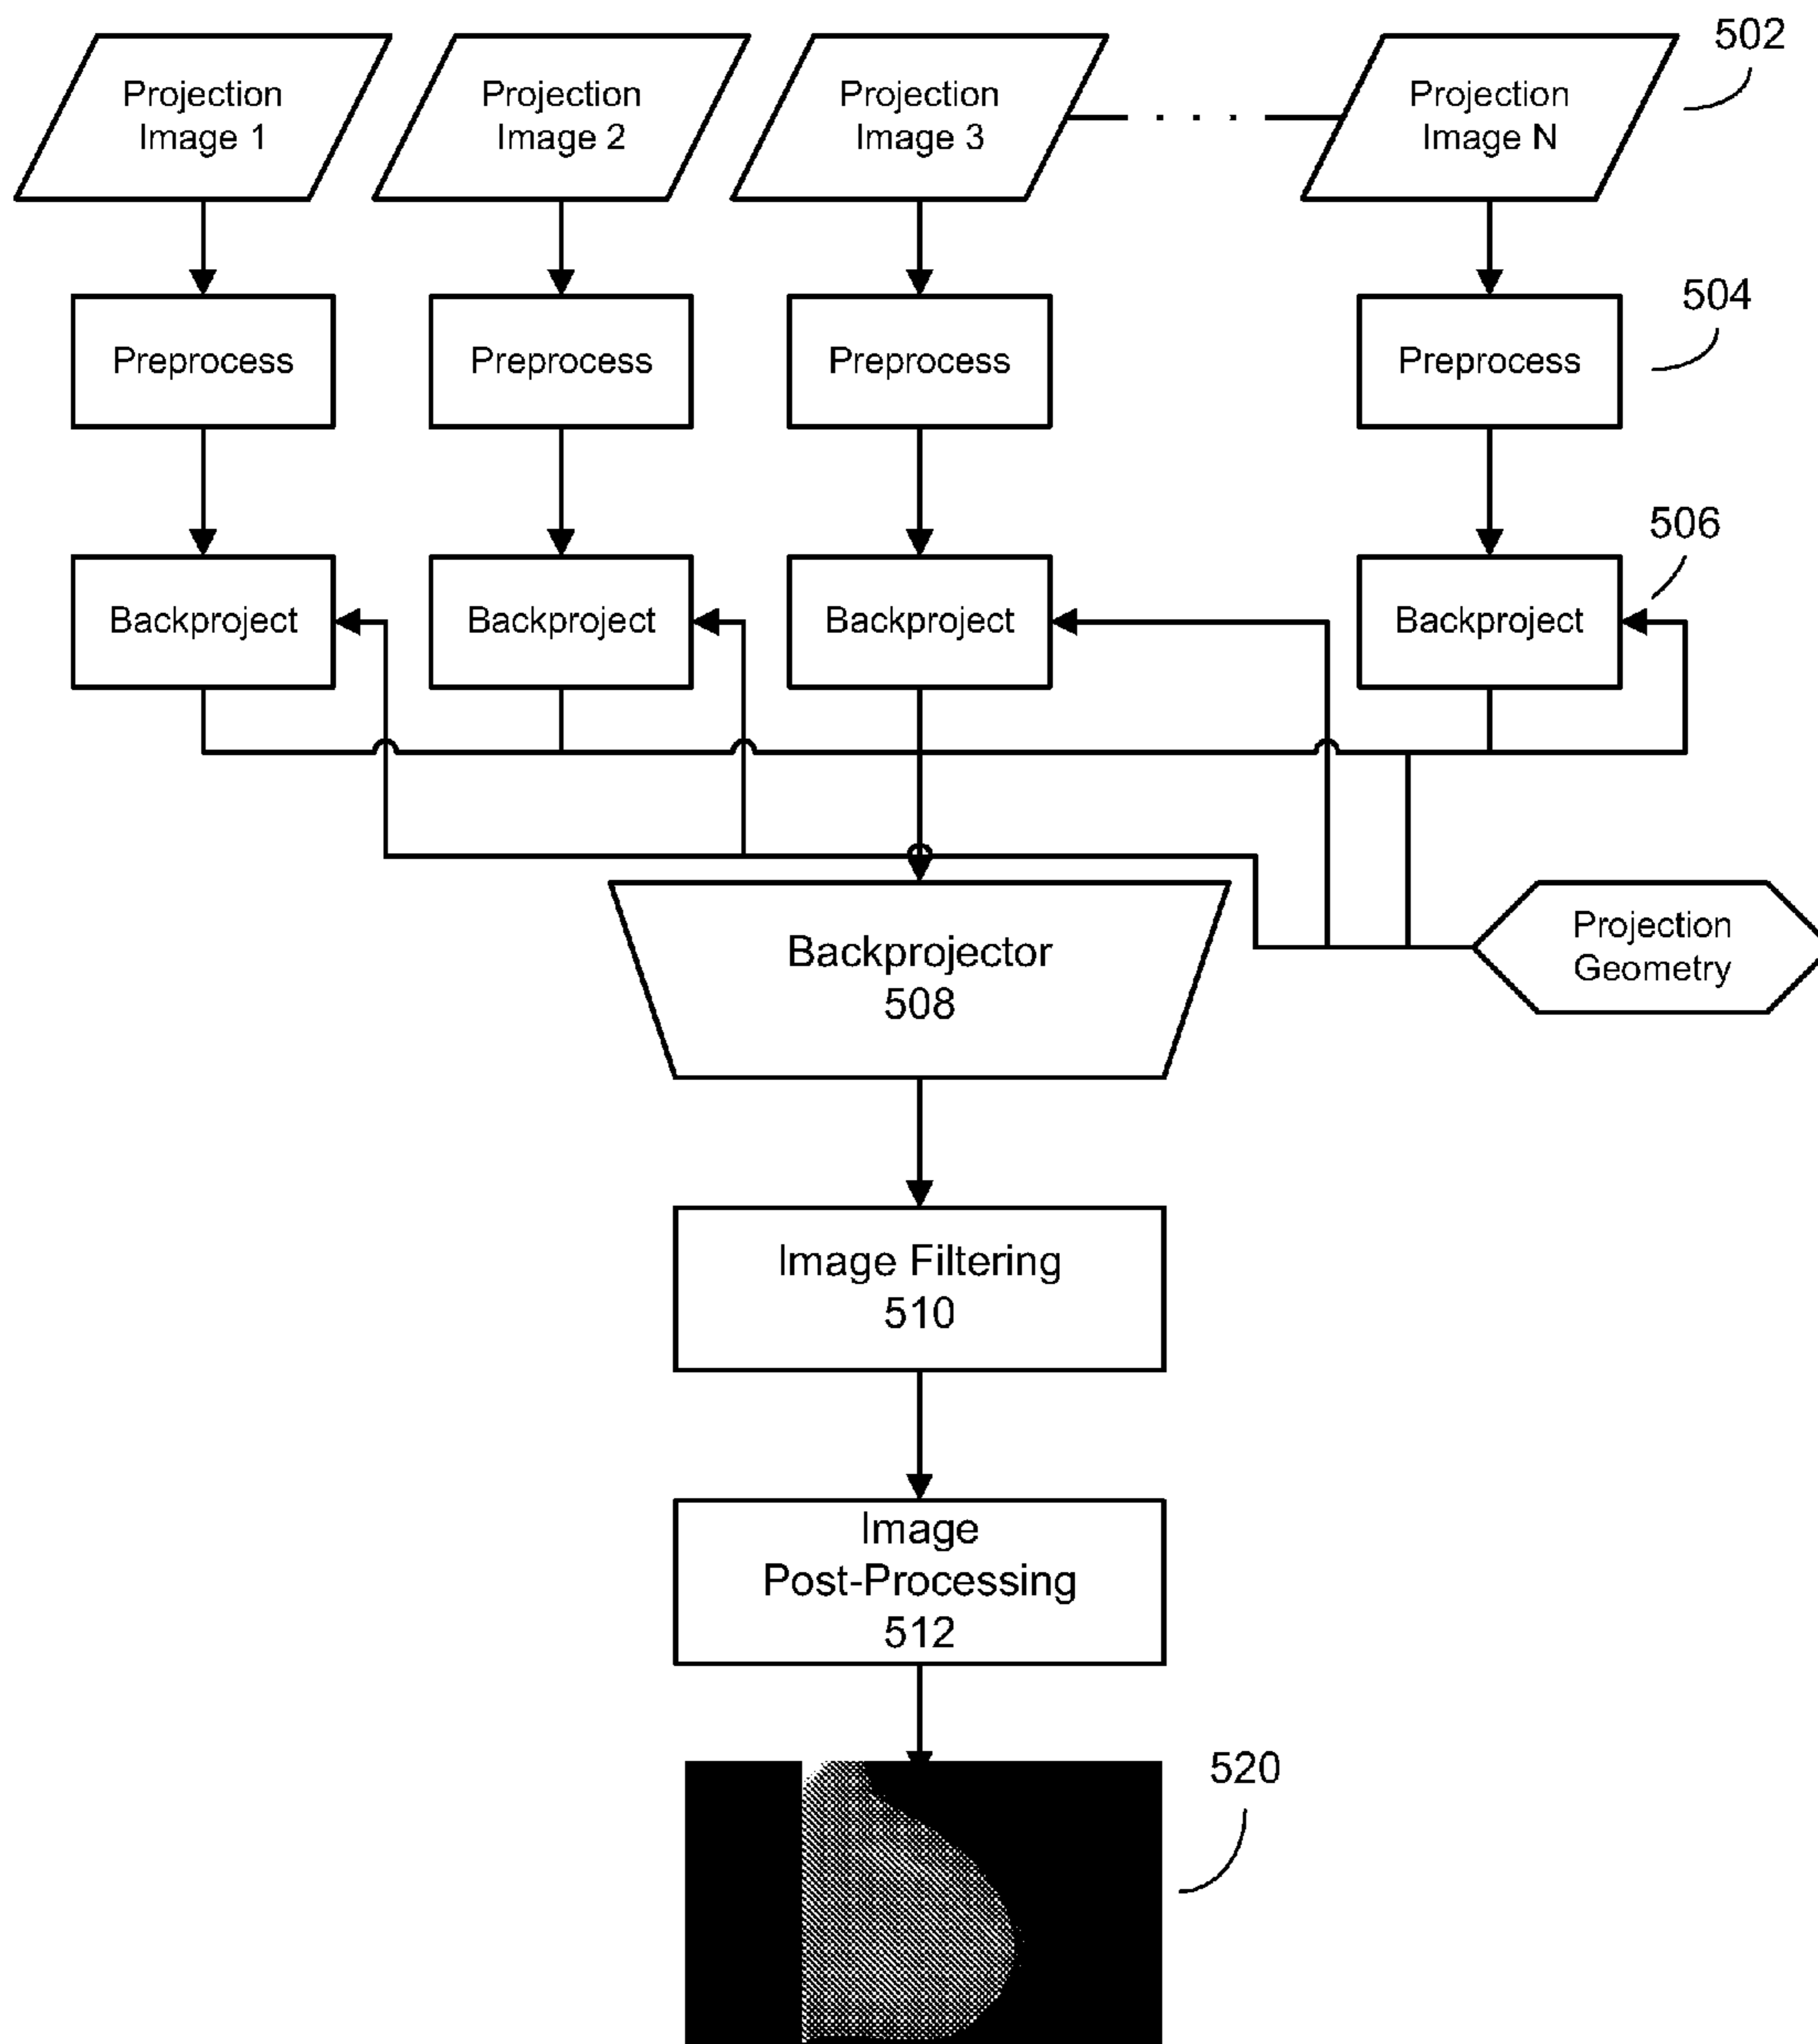 Projection
Image 1
Projection
Image 2
Projection
Image 3
Projection
Image N
502
Preprocess
Preprocess
Preprocess
Preprocess
504
Backproject
Backproject
Backproject
Backproject
506
Backprojector
508
Projection
Geometry
Image Filtering
510
Image
Post-Processing
512
520